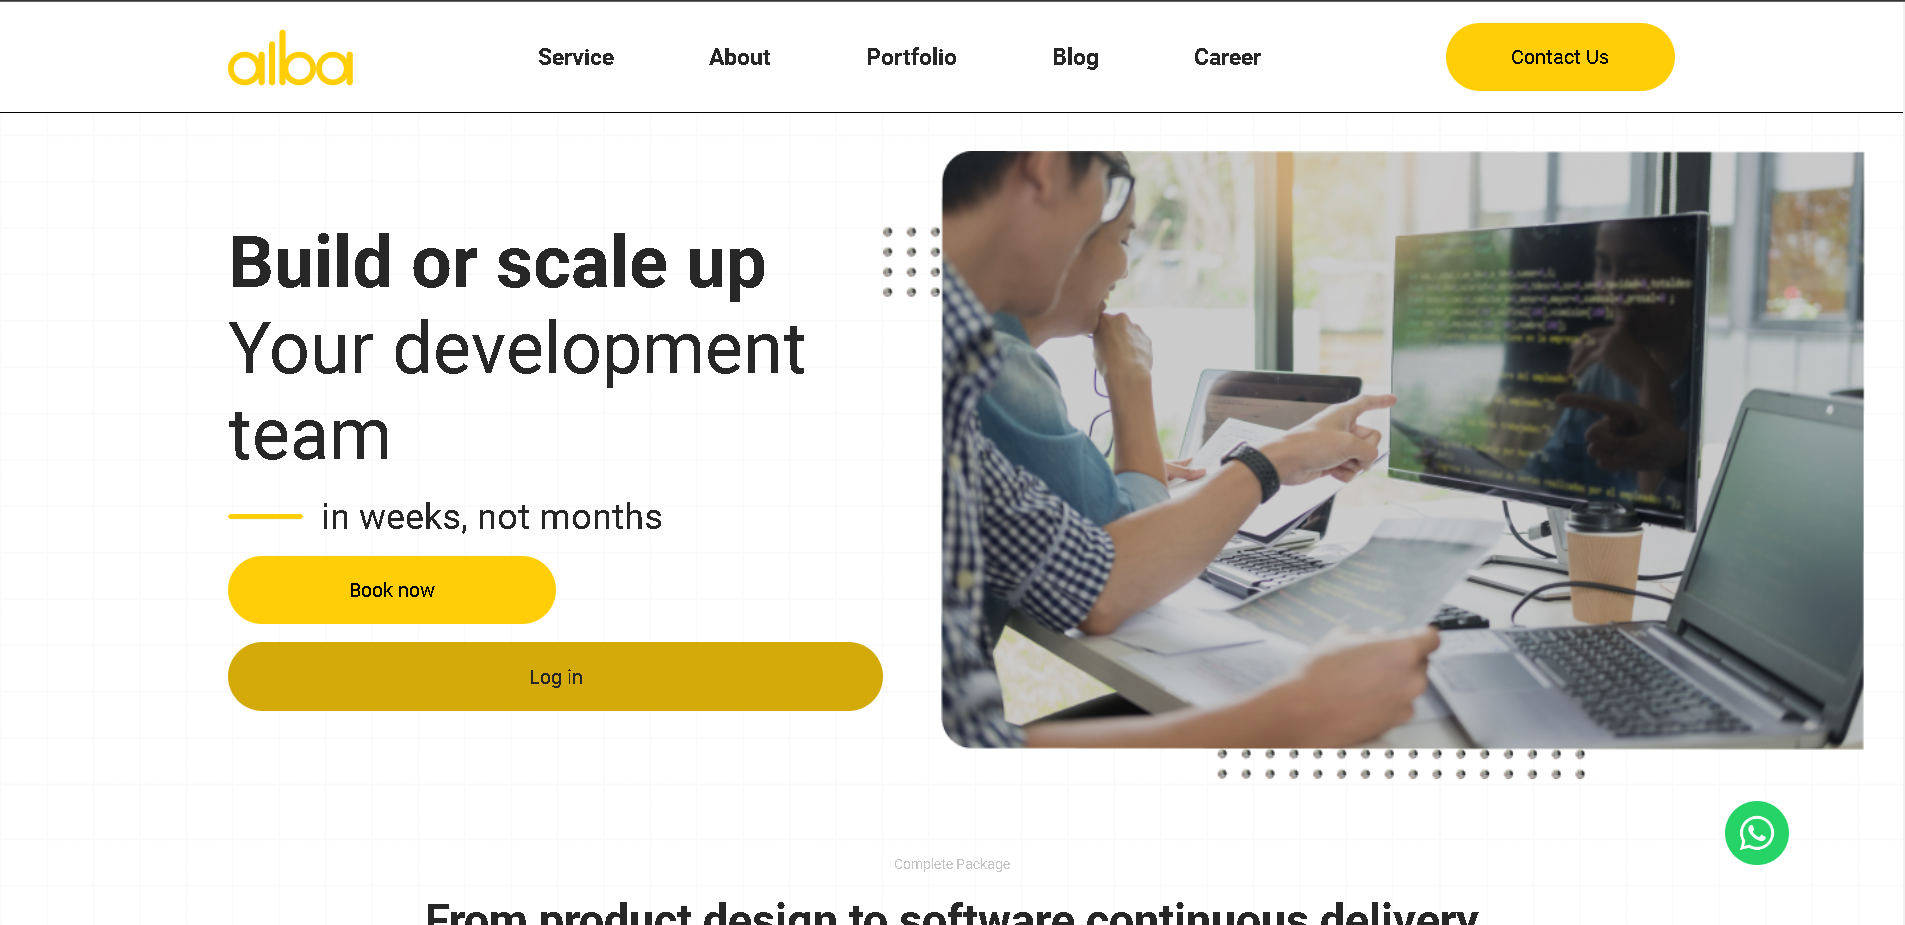 alba
Service
About
Portfolio
Blog
Career
Contact Us
Build or scale up
Your development
team
in weeks, not months
Book now
Log in
Complete Package
From product design to software continuous delivery